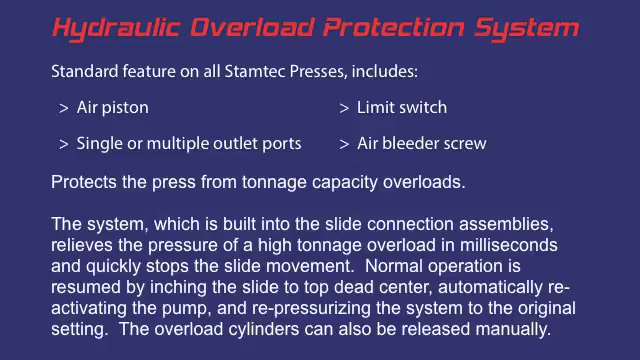 Hydraulic Overload Protection System
Standard feature on all Stamtec Presses, includes:
> Air piston
> Limit switch
> Single or multiple outlet ports
> Air bleeder screw
Protects the press from tonnage capacity overloads.
The system, which is built into the slide connection assemblies,
relieves the pressure of a high tonnage overload in milliseconds
and quickly stops the slide movement.  Normal operation is
resumed by inching the slide to top dead center, automatically re-
activating the pump, and re-pressurizing the system to the original
setting.  The overload cylinders can also be released manually.